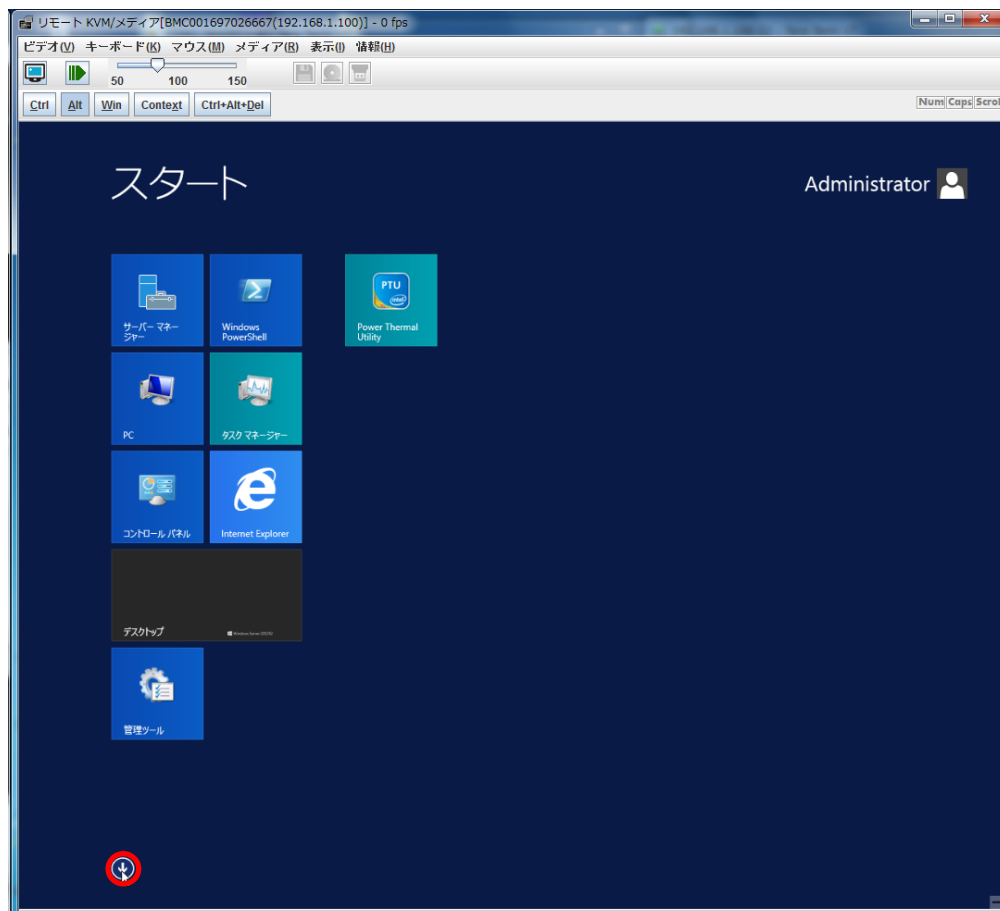 リモート KVM/メディア[BMC001697026667(192.168.1.100)] - 0 fps
ビデオ(V) キーボード(K) マウス(M) メディア(R) 表示(I) 情報(H)
50 100 150
Ctrl Alt Win Context Ctrl+Alt+Del
Num Caps Scrol
スタート
Administrator
サーバー マネー
ジャー
Windows
PowerShell
PTU
intel
Power Thermal
Utility
PC
タスク マネージャー
コントロール パネル
Internet Explorer
デスクトップ
管理ツール